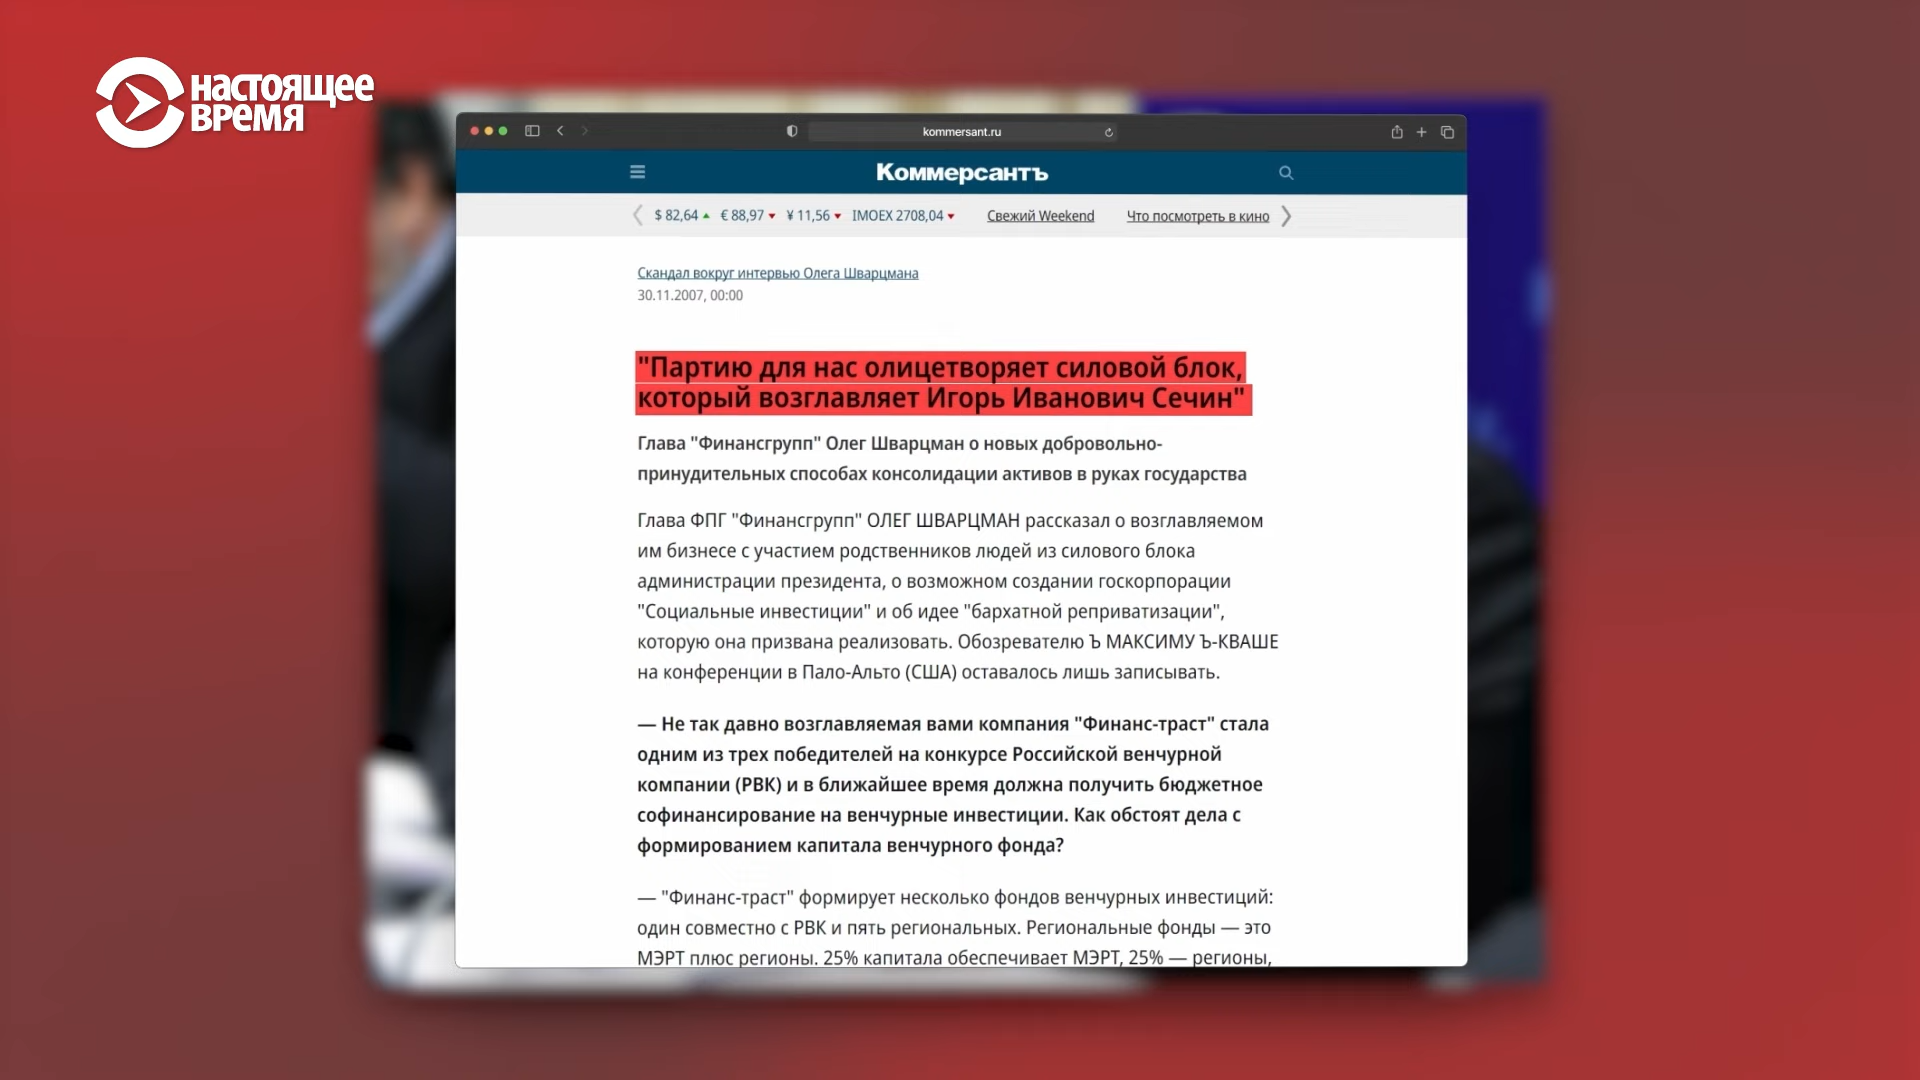 настоящее
время
kommersant.ru
Коммерсантъ
$ 82,64 € 88,97 ¥ 11,56 IMOEX 2708,04 Свежий Weekend Что посмотреть в кино
Скандал вокруг интервью Олега Шварцмана
30.11.2007, 00:00
"Партию для нас олицетворяет силовой блок,
который возглавляет Игорь Иванович Сечин"
Глава "Финансгрупп" Олег Шварцман о новых добровольно-
принудительных способах консолидации активов в руках государства
Глава ФПГ "Финансгрупп" ОЛЕГ ШВАРЦМАН рассказал о возглавляемом
им бизнесе с участием родственников людей из силового блока
администрации президента, о возможном создании госкорпорации
"Социальные инвестиции" и об идее "бархатной реприватизации",
которую она призвана реализовать. Обозревателю Ъ МАКСИМУ Ъ-КВАШЕ
на конференции в Пало-Альто (США) оставалось лишь записывать.
— Не так давно возглавляемая вами компания "Финанс-траст" стала
одним из трех победителей на конкурсе Российской венчурной
компании (РВК) и в ближайшее время должна получить бюджетное
софинансирование на венчурные инвестиции. Как обстоят дела с
формированием капитала венчурного фонда?
— "Финанс-траст" формирует несколько фондов венчурных инвестиций:
один совместно с РВК и пять региональных. Региональные фонды — это
МЭРТ плюс регионы. 25% капитала обеспечивает МЭРТ, 25% — регионы,